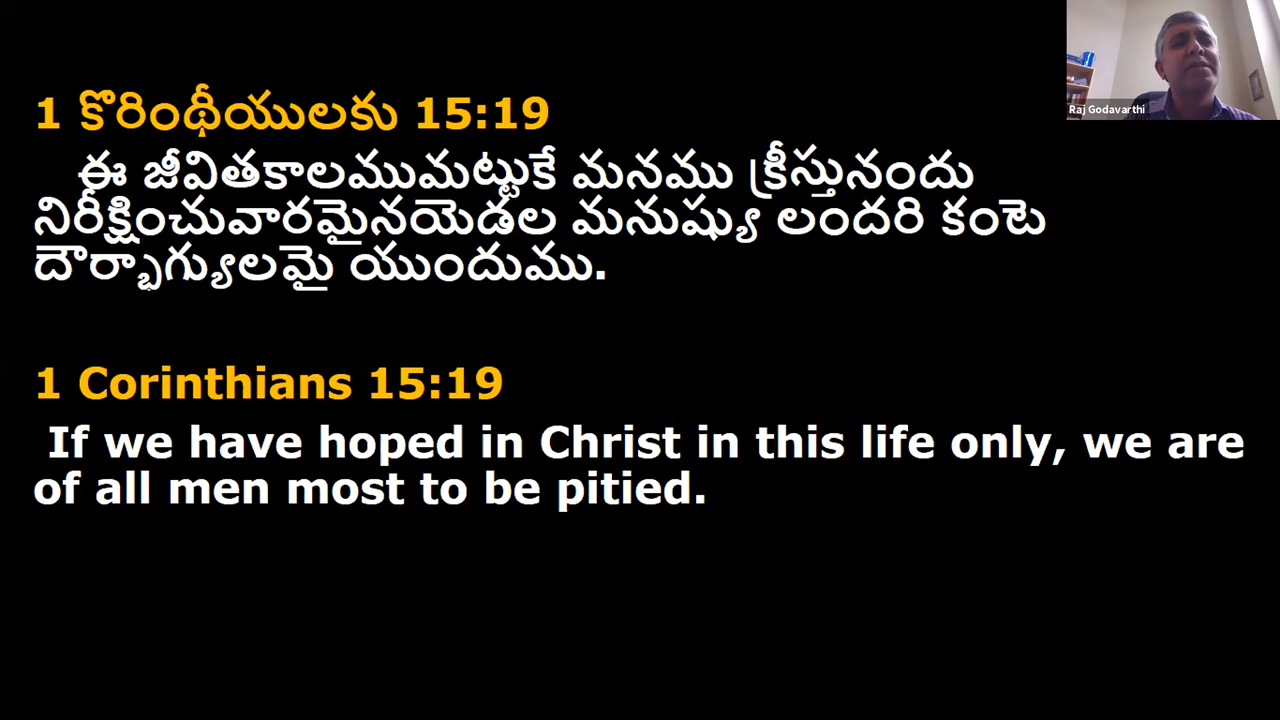 1 కొరింథీయులకు 15:19
ఈ జీవితకాలముమట్టుకే మనము క్రీస్తునందు
నిరీక్షించువారమైనయెడల మనుష్యు లందరి కంటె
దౌర్భాగ్యులమై యుందుము.
1 Corinthians 15:19
If we have hoped in Christ in this life only, we are
of all men most to be pitied.
Raj Godavarthi